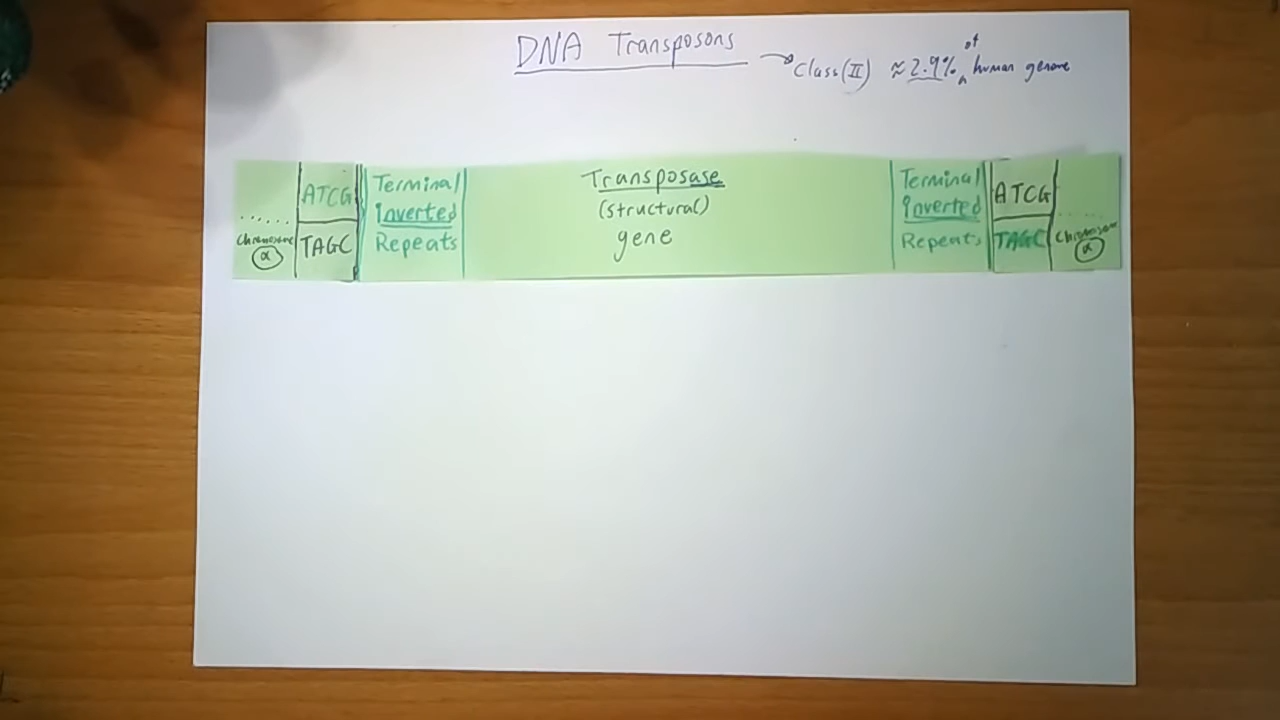 DNA Transposons
Class(II) ≈2.9% of human genome
ATCG
TAGC
chromosome
α
Terminal
inverted
Repeats
Transposase
(structural)
gene
Terminal
inverted
Repeats
ATCG
TAGC
chromosome
α